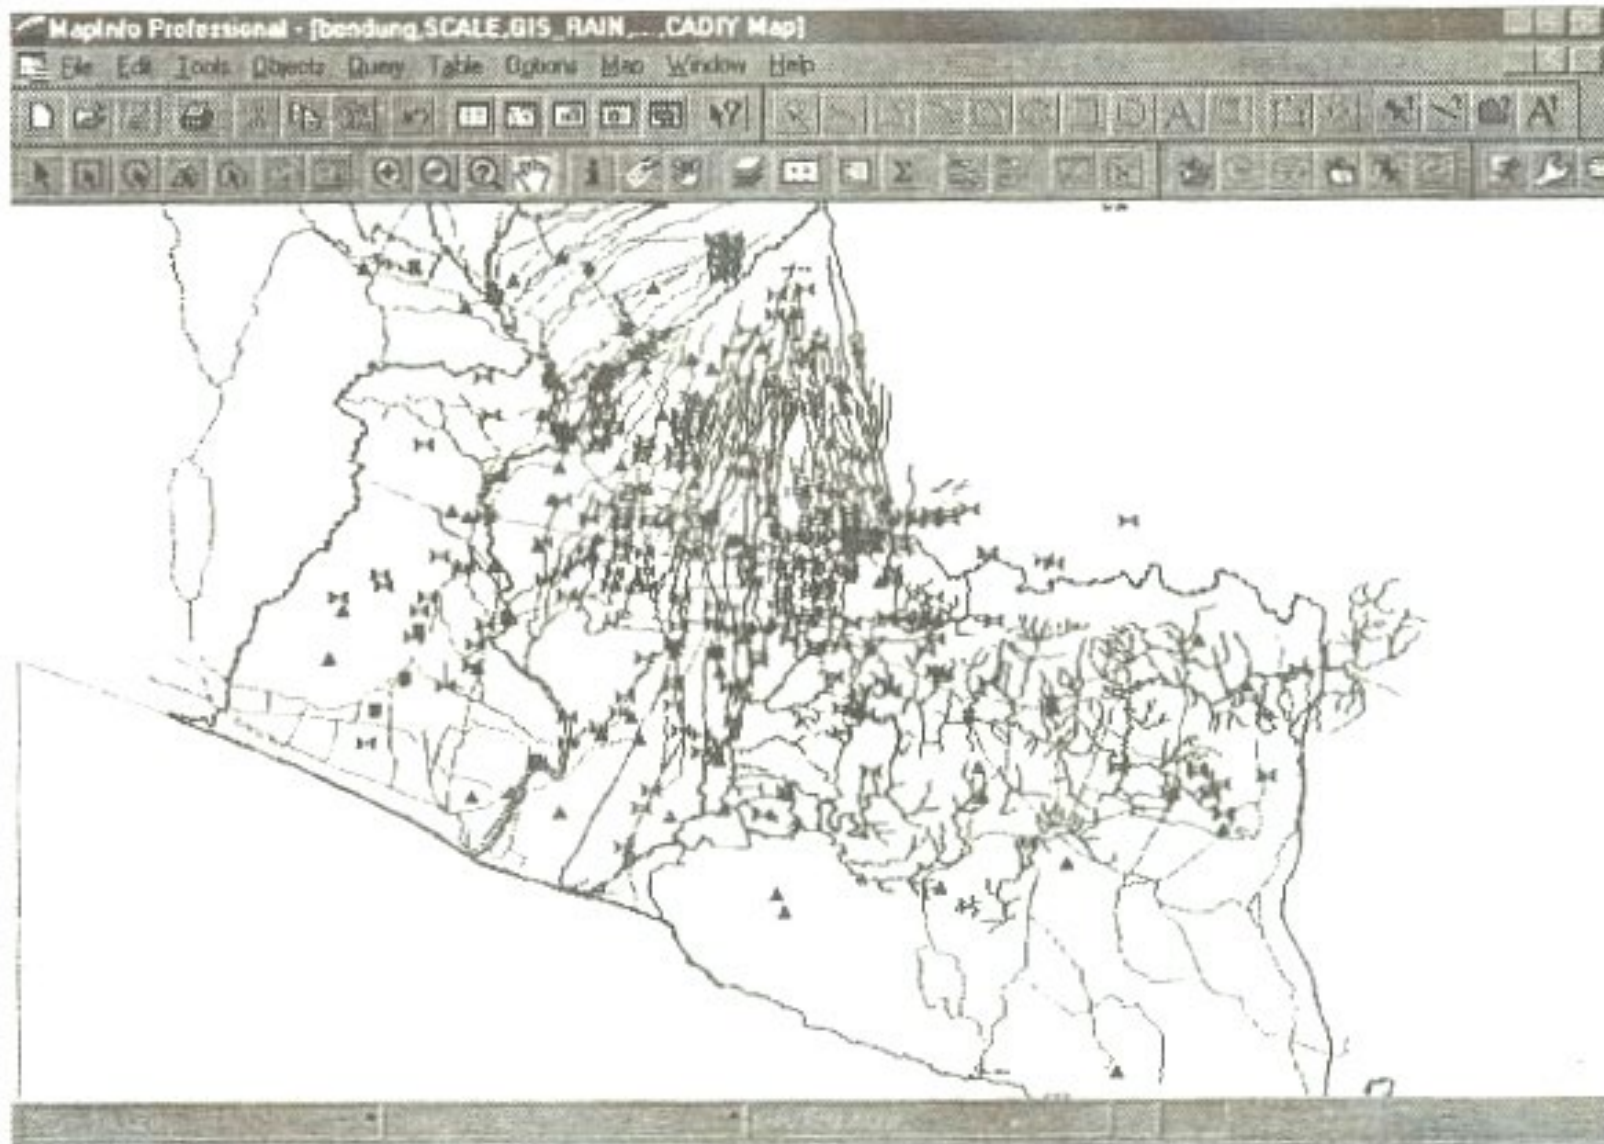 MapInfo Professional - [bendung,SCALE,GIS_RAIN,...,CADIY Map]
File Edit Tools Objects Query Table Options Map Window Help